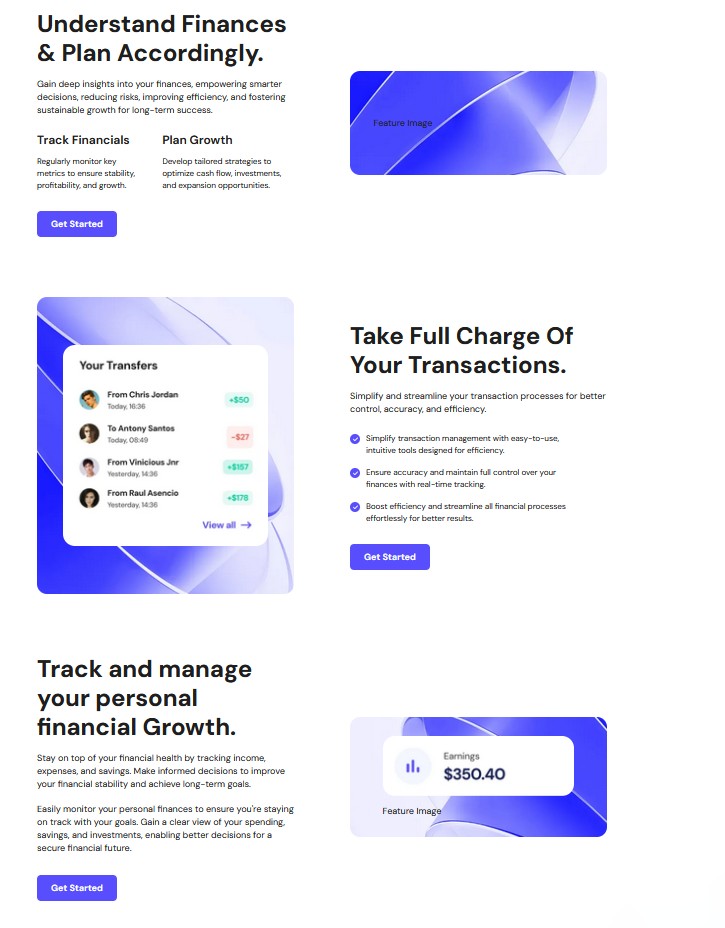 Understand Finances
& Plan Accordingly.
Gain deep insights into your finances, empowering smarter
decisions, reducing risks, improving efficiency, and fostering
sustainable growth for long-term success.
Track Financials
Regularly monitor key
metrics to ensure stability,
profitability, and growth.
Plan Growth
Develop tailored strategies to
optimize cash flow, investments,
and expansion opportunities.
Get Started
Feature Image
Your Transfers
From Chris Jordan
Today, 16:36
+$50
To Antony Santos
Today, 08:49
-$27
From Vinicious Jnr
Yesterday, 14:36
+$157
From Raul Asencio
Yesterday, 14:36
+$178
View all
Take Full Charge Of
Your Transactions.
Simplify and streamline your transaction processes for better
control, accuracy, and efficiency.
Simplify transaction management with easy-to-use,
intuitive tools designed for efficiency.
Ensure accuracy and maintain full control over your
finances with real-time tracking.
Boost efficiency and streamline all financial processes
effortlessly for better results.
Get Started
Track and manage
your personal
financial Growth.
Stay on top of your financial health by tracking income,
expenses, and savings. Make informed decisions to improve
your financial stability and achieve long-term goals.
Easily monitor your personal finances to ensure you're staying
on track with your goals. Gain a clear view of your spending,
savings, and investments, enabling better decisions for a
secure financial future.
Get Started
Earnings
$350.40
Feature Image